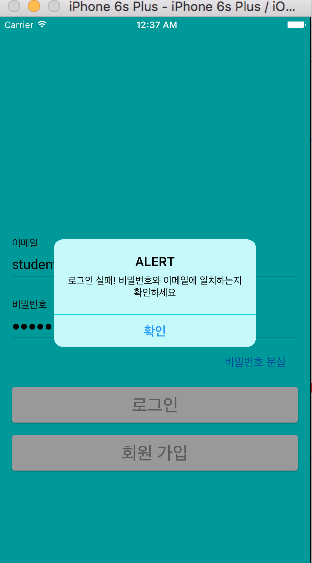 iPhone 6s Plus - iPhone 6s Plus / iO...
Carrier 12:37 AM
이메일
student
ALERT
로그인 실패! 비밀번호와 이메일에 일치하는지
확인하세요
비밀번호
확인
비밀번호 분실
로그인
회원 가입